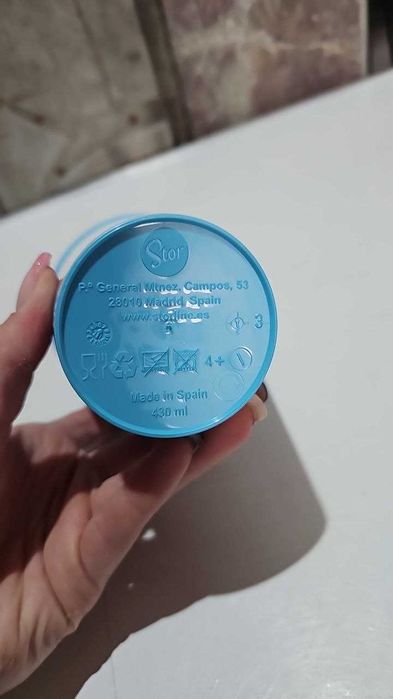 Stor
P.º General Mtnez. Campos, 53
28010 Madrid Spain
www.storline.es
3
4+
Made in Spain
430 ml